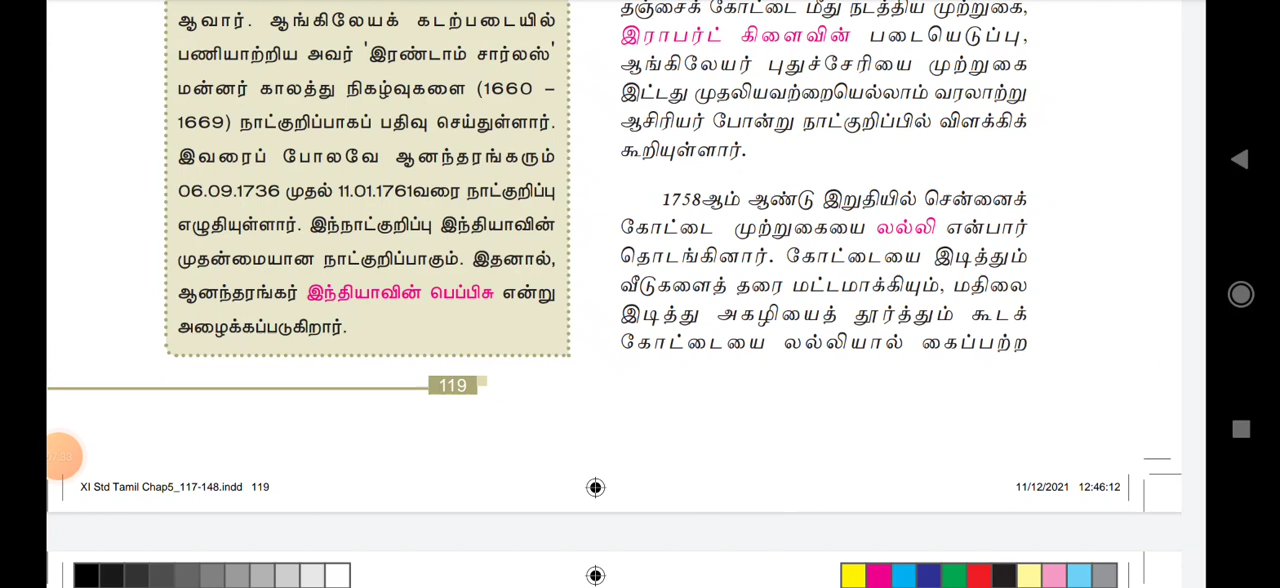 ஆவார். ஆங்கிலேயக் கடற்படையில்
பணியாற்றிய அவர் 'இரண்டாம் சார்லஸ்'
மன்னர் காலத்து நிகழ்வுகளை (1660 –
1669) நாட்குறிப்பாகப் பதிவு செய்துள்ளார்.
இவரைப் போலவே ஆனந்தரங்கரும்
06.09.1736 முதல் 11.01.1761வரை நாட்குறிப்பு
எழுதியுள்ளார். இந்நாட்குறிப்பு இந்தியாவின்
முதன்மையான நாட்குறிப்பாகும். இதனால்,
ஆனந்தரங்கர் இந்தியாவின் பெப்பிசு என்று
அழைக்கப்படுகிறார்.
தஞ்சைக் கோட்டை மீது நடத்திய முற்றுகை,
இராபர்ட் கிளைவின் படையெடுப்பு,
ஆங்கிலேயர் புதுச்சேரியை முற்றுகை
இட்டது முதலியவற்றையெல்லாம் வரலாற்று
ஆசிரியர் போன்று நாட்குறிப்பில் விளக்கிக்
கூறியுள்ளார்.
1758ஆம் ஆண்டு இறுதியில் சென்னைக்
கோட்டை முற்றுகையை லல்லி என்பார்
தொடங்கினார். கோட்டையை இடித்தும்
வீடுகளைத் தரை மட்டமாக்கியும், மதிலை
இடித்து அகழியைத் தூர்த்தும் கூடக்
கோட்டையை லல்லியால் கைப்பற்ற
119
XI Std Tamil Chap5_117-148.indd 119
11/12/2021 12:46:12